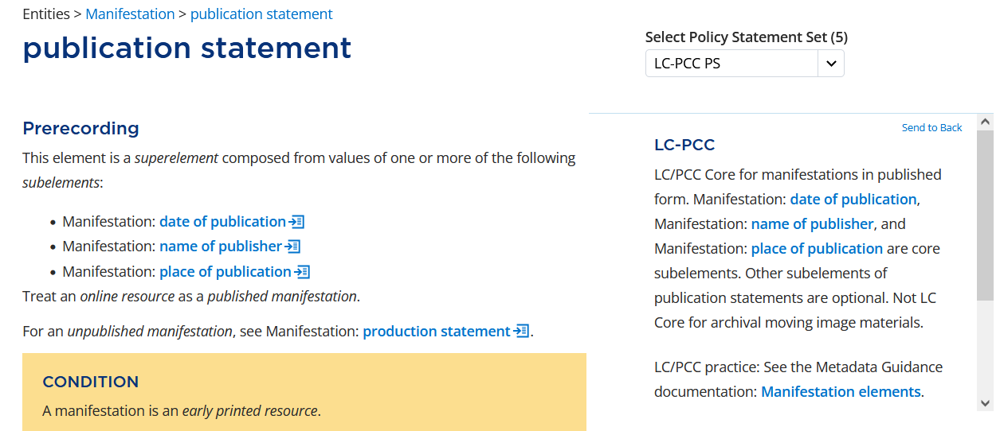 Entities > Manifestation > publication statement
publication statement
Select Policy Statement Set (5)
LC-PCC PS
Prerecording
This element is a superelement composed from values of one or more of the following
subelements:
• Manifestation: date of publication
• Manifestation: name of publisher
• Manifestation: place of publication
Treat an online resource as a published manifestation.
For an unpublished manifestation, see Manifestation: production statement.
CONDITION
A manifestation is an early printed resource.
Send to Back
LC-PCC
LC/PCC Core for manifestations in published
form. Manifestation: date of publication,
Manifestation: name of publisher, and
Manifestation: place of publication are core
subelements. Other subelements of
publication statements are optional. Not LC
Core for archival moving image materials.
LC/PCC practice: See the Metadata Guidance
documentation: Manifestation elements.